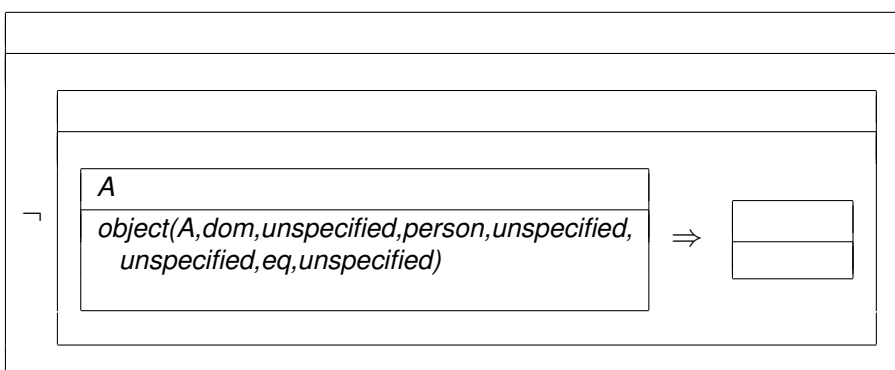 A
¬
object(A,dom,unspecified,person,unspecified,
unspecified,eq,unspecified)
⇒